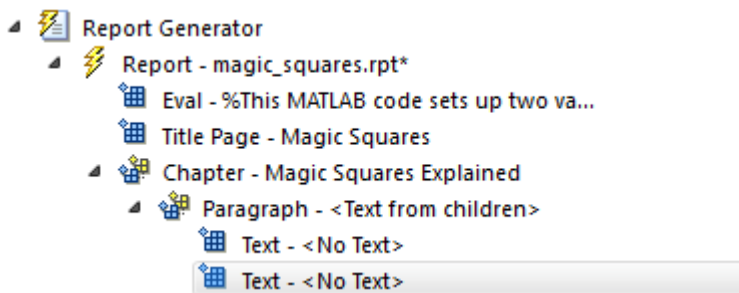 Report Generator
Report - magic_squares.rpt*
Eval - %This MATLAB code sets up two va...
Title Page - Magic Squares
Chapter - Magic Squares Explained
Paragraph - <Text from children>
Text - <No Text>
Text - <No Text>